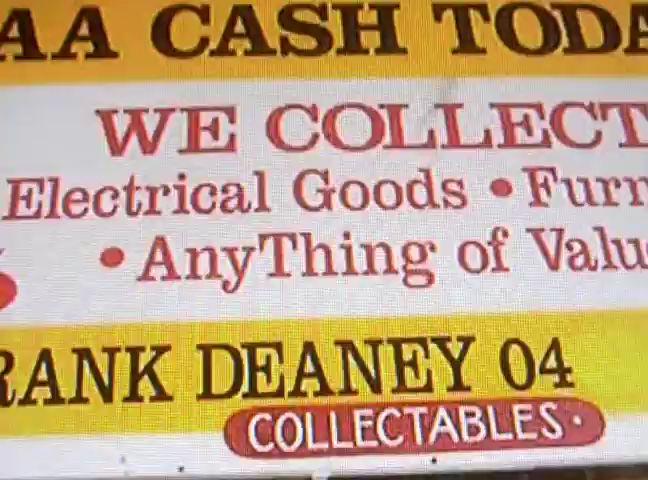 AA CASH TODA
WE COLLECT
Electrical Goods • Furn
• AnyThing of Valu
RANK DEANEY 04
COLLECTABLES •